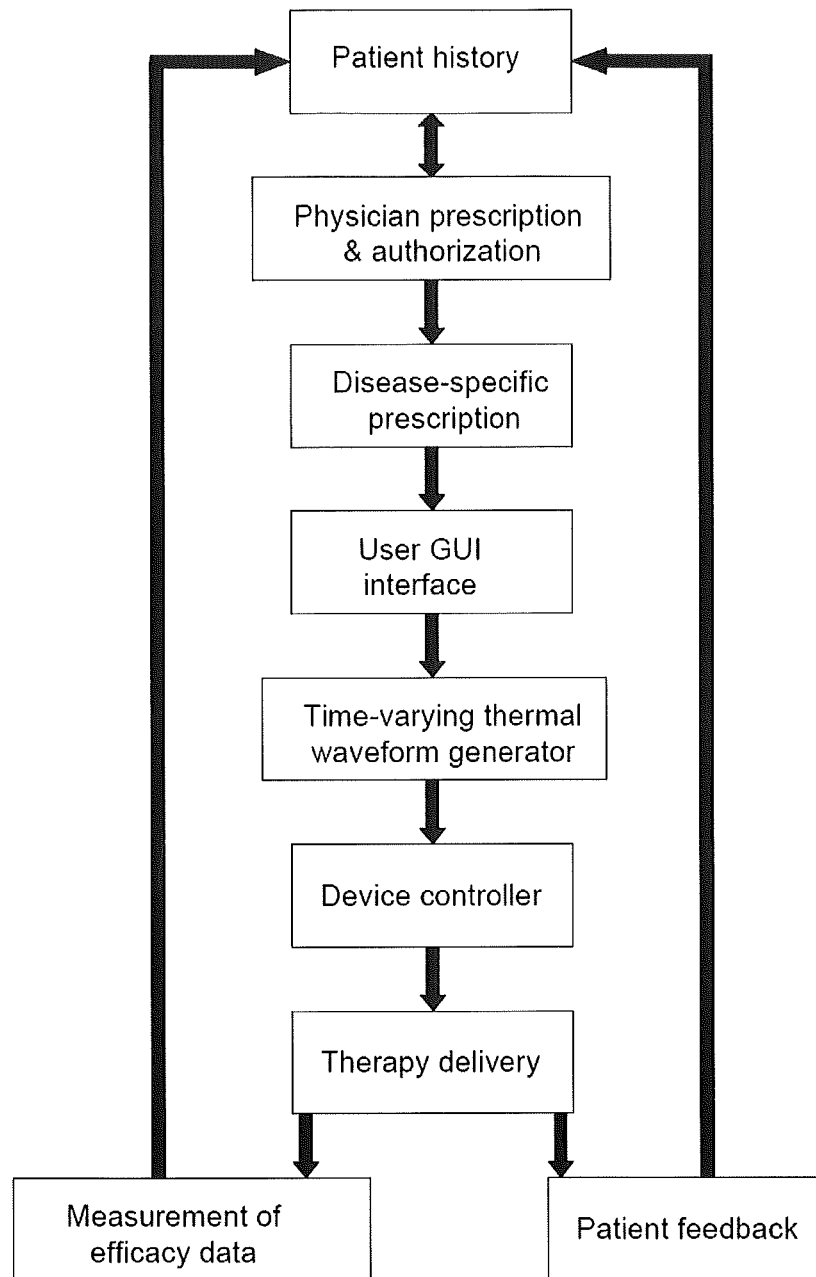 Patient history
Physician prescription
& authorization
Disease-specific
prescription
User GUI
interface
Time-varying thermal
waveform generator
Device controller
Therapy delivery
Measurement of
efficacy data
Patient feedback